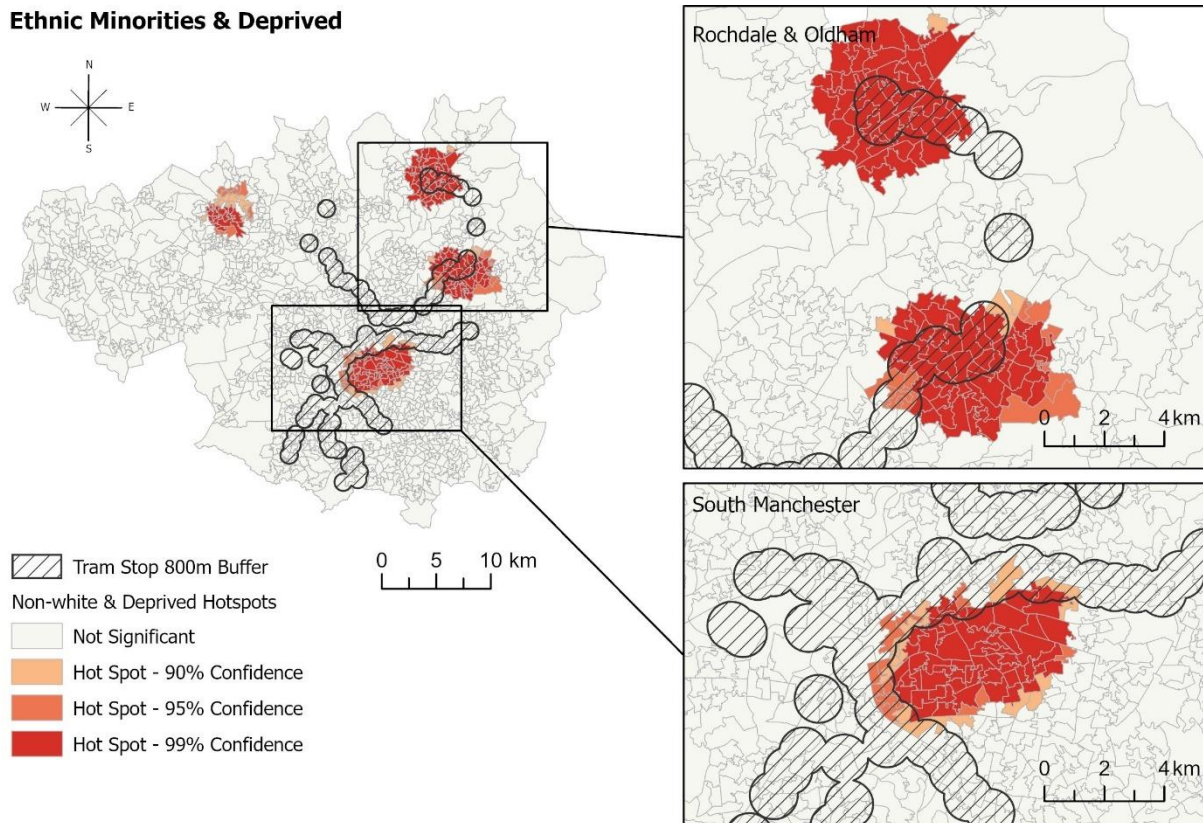 Ethnic Minorities & Deprived
N
W
E
S
0 5 10 km
Tram Stop 800m Buffer
Non-white & Deprived Hotspots
Not Significant
Hot Spot - 90% Confidence
Hot Spot - 95% Confidence
Hot Spot - 99% Confidence
Rochdale & Oldham
0 2 4 km
South Manchester
0 2 4 km